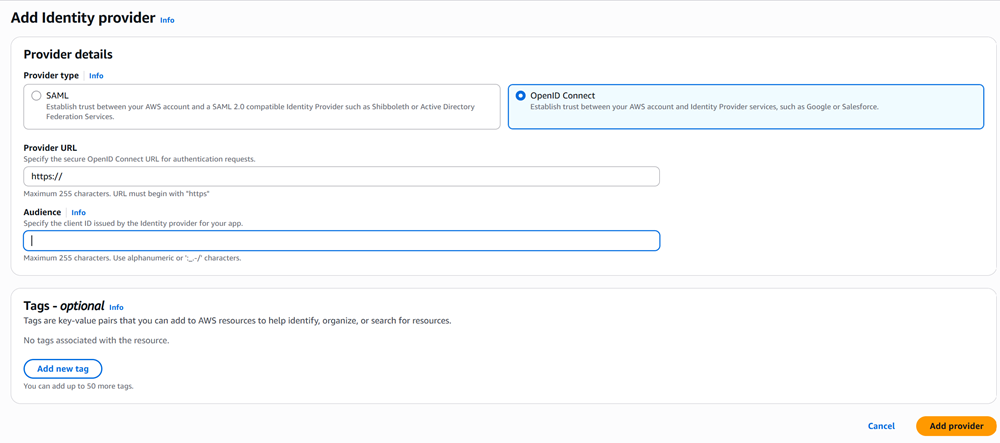 Add Identity provider Info
Provider details
Provider type Info
SAML
Establish trust between your AWS account and a SAML 2.0 compatible Identity Provider such as Shibboleth or Active Directory
Federation Services.
OpenID Connect
Establish trust between your AWS account and Identity Provider services, such as Google or Salesforce.
Provider URL
Specify the secure OpenID Connect URL for authentication requests.
https://
Maximum 255 characters. URL must begin with "https"
Audience Info
Specify the client ID issued by the Identity provider for your app.
Maximum 255 characters. Use alphanumeric or ':_.-/' characters.
Tags - optional Info
Tags are key-value pairs that you can add to AWS resources to help identify, organize, or search for resources.
No tags associated with the resource.
Add new tag
You can add up to 50 more tags.
Cancel
Add provider